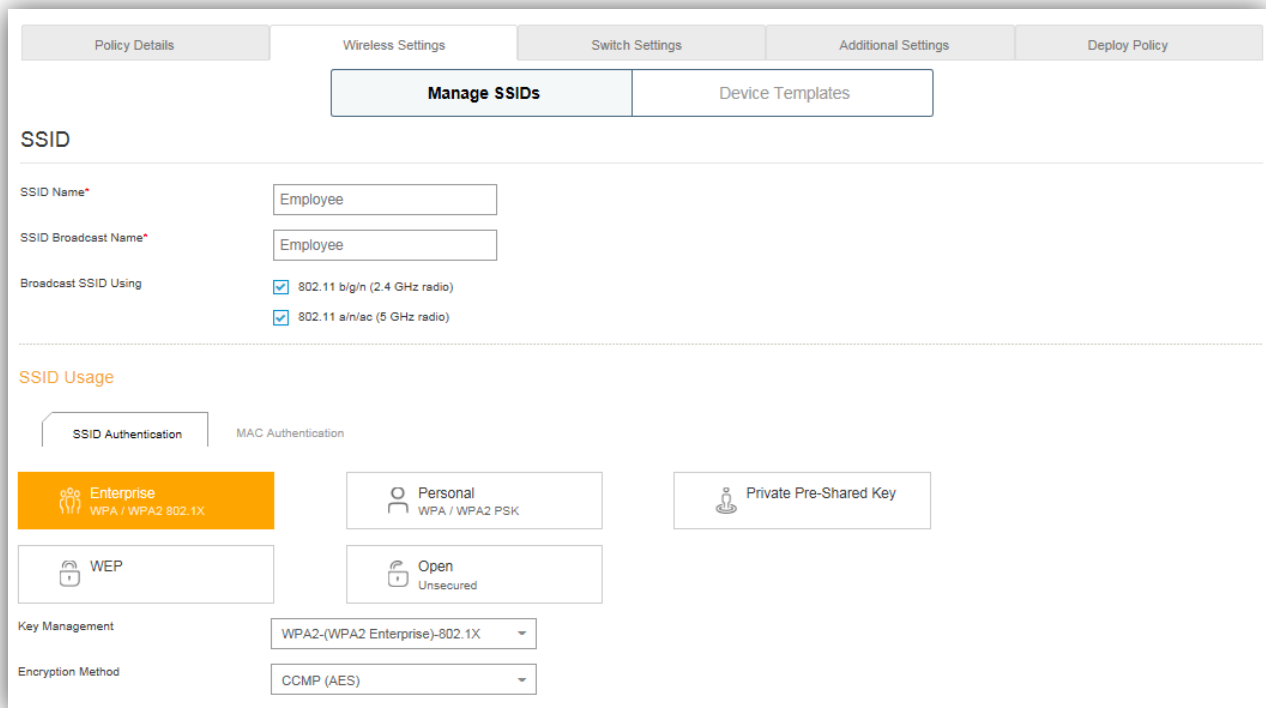 Policy Details
Wireless Settings
Switch Settings
Additional Settings
Deploy Policy
Manage SSIDs
Device Templates
SSID
SSID Name*
Employee
SSID Broadcast Name*
Employee
Broadcast SSID Using
802.11 b/g/n (2.4 GHz radio)
802.11 a/n/ac (5 GHz radio)
SSID Usage
SSID Authentication
MAC Authentication
Enterprise
WPA / WPA2 802.1X
Personal
WPA / WPA2 PSK
Private Pre-Shared Key
WEP
Open
Unsecured
Key Management
WPA2-(WPA2 Enterprise)-802.1X
Encryption Method
CCMP (AES)